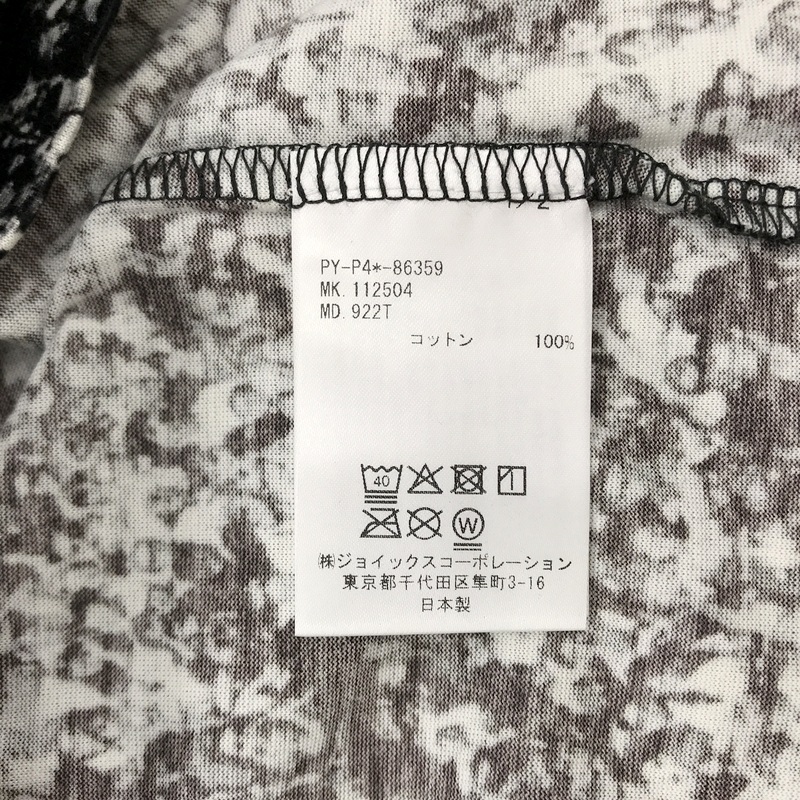 1/2
PY-P4*-86359
MK. 112504
MD. 922T
コットン 100%
40
W
㈱ジョイックスコーポレーション
東京都千代田区隼町3-16
日本製